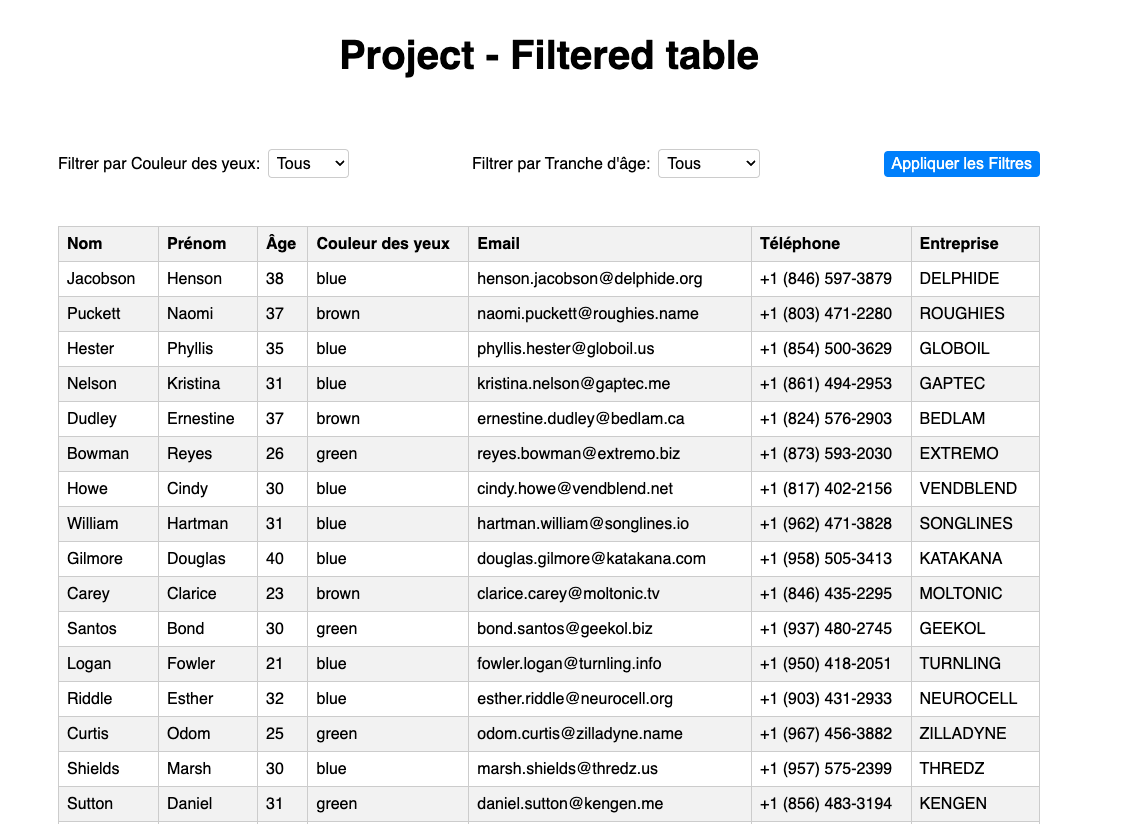 Project - Filtered table
Filtrer par Couleur des yeux: Tous Filtrer par Tranche d'âge: Tous Appliquer les Filtres
Nom Prénom Âge Couleur des yeux Email Téléphone Entreprise
Jacobson Henson 38 blue henson.jacobson@delphide.org +1 (846) 597-3879 DELPHIDE
Puckett Naomi 37 brown naomi.puckett@roughies.name +1 (803) 471-2280 ROUGHIES
Hester Phyllis 35 blue phyllis.hester@globoil.us +1 (854) 500-3629 GLOBOIL
Nelson Kristina 31 blue kristina.nelson@gaptec.me +1 (861) 494-2953 GAPTEC
Dudley Ernestine 37 brown ernestine.dudley@bedlam.ca +1 (824) 576-2903 BEDLAM
Bowman Reyes 26 green reyes.bowman@extremo.biz +1 (873) 593-2030 EXTREMO
Howe Cindy 30 blue cindy.howe@vendblend.net +1 (817) 402-2156 VENDBLEND
William Hartman 31 blue hartman.william@songlines.io +1 (962) 471-3828 SONGLINES
Gilmore Douglas 40 blue douglas.gilmore@katakana.com +1 (958) 505-3413 KATAKANA
Carey Clarice 23 brown clarice.carey@moltonic.tv +1 (846) 435-2295 MOLTONIC
Santos Bond 30 green bond.santos@geekol.biz +1 (937) 480-2745 GEEKOL
Logan Fowler 21 blue fowler.logan@turnling.info +1 (950) 418-2051 TURNLING
Riddle Esther 32 blue esther.riddle@neurocell.org +1 (903) 431-2933 NEUROCELL
Curtis Odom 25 green odom.curtis@zilladyne.name +1 (967) 456-3882 ZILLADYNE
Shields Marsh 30 blue marsh.shields@thredz.us +1 (957) 575-2399 THREDZ
Sutton Daniel 31 green daniel.sutton@kengen.me +1 (856) 483-3194 KENGEN